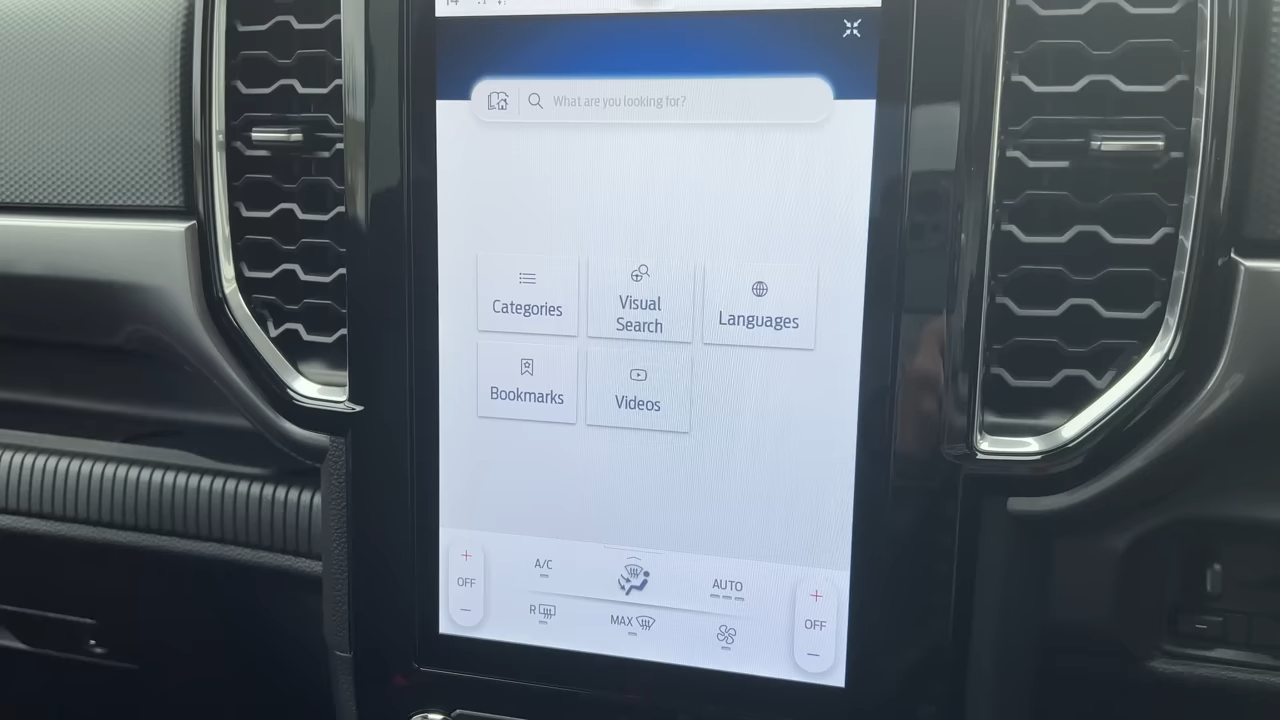 What are you looking for?
Categories
Visual
Search
Languages
Bookmarks
Videos
+
OFF
−
A/C
AUTO
R
MAX
+
OFF
−